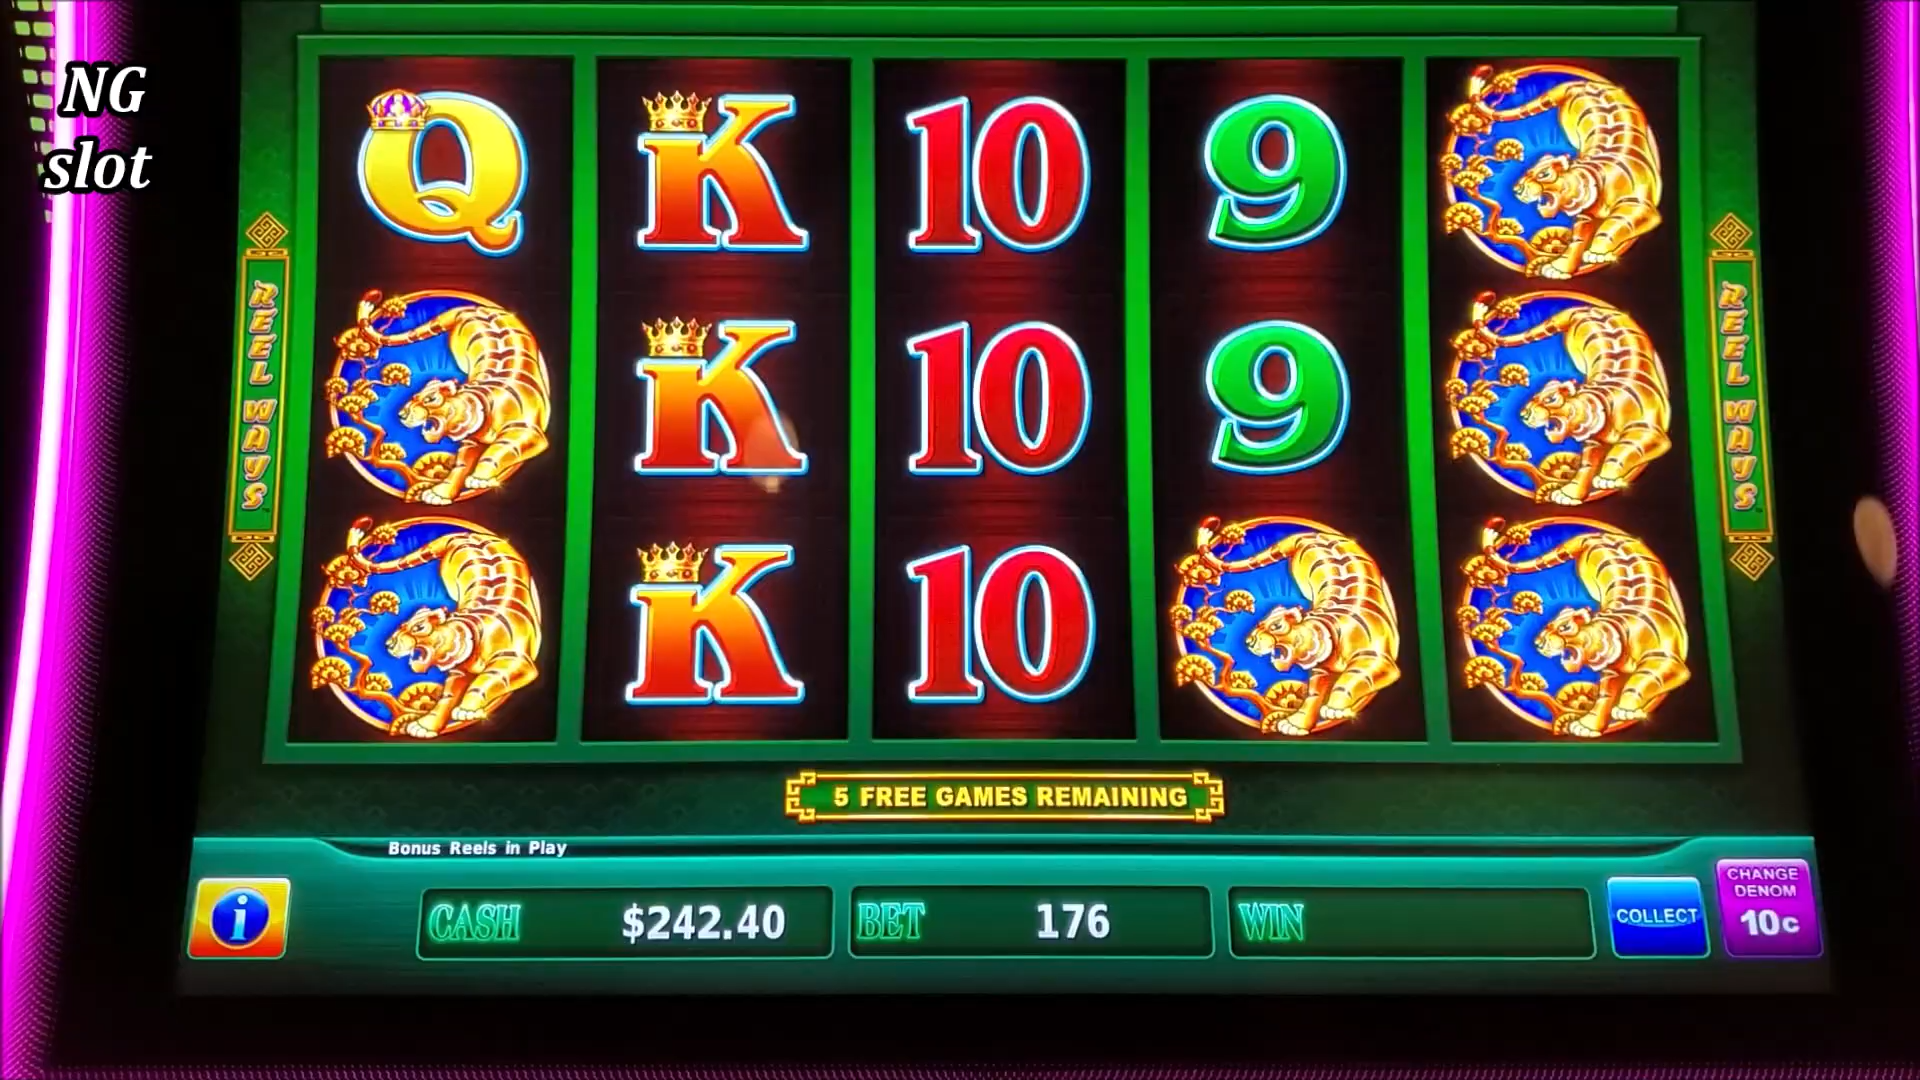 NG
slot
Q K 10 9
K 10 9
K 10
REEL WAYS
REEL WAYS
5 FREE GAMES REMAINING
Bonus Reels in Play
i
CASH $242.40
BET 176
WIN
COLLECT
CHANGE
DENOM
10¢